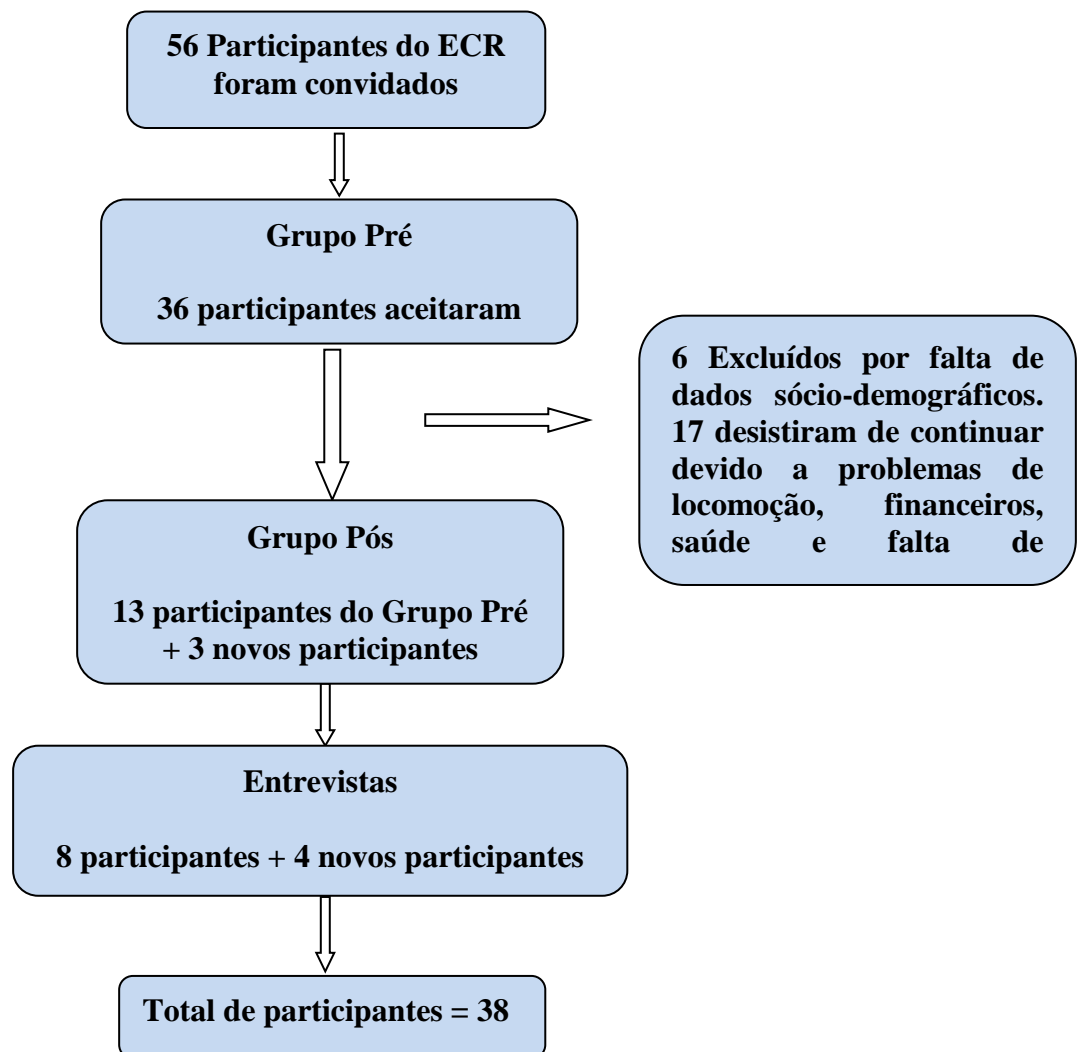 56 Participantes do ECR
foram convidados
Grupo Pré
36 participantes aceitaram
6 Excluídos por falta de
dados sócio-demográficos.
17 desistiram de continuar
devido a problemas de
locomoção, financeiros,
saúde e falta de
Grupo Pós
13 participantes do Grupo Pré
+ 3 novos participantes
Entrevistas
8 participantes + 4 novos participantes
Total de participantes = 38